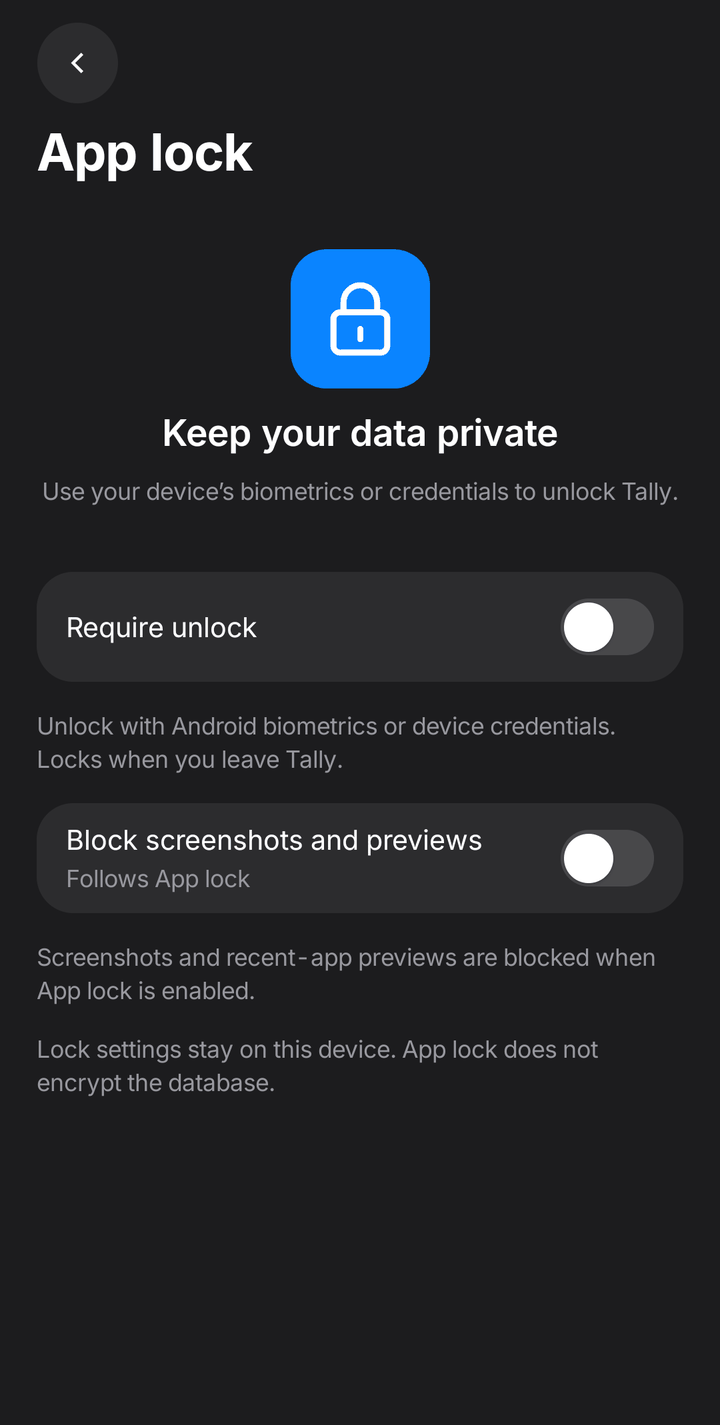 App lock
Keep your data private
Use your device’s biometrics or credentials to unlock Tally.
Require unlock
Unlock with Android biometrics or device credentials.
Locks when you leave Tally.
Block screenshots and previews
Follows App lock
Screenshots and recent-app previews are blocked when
App lock is enabled.
Lock settings stay on this device. App lock does not
encrypt the database.